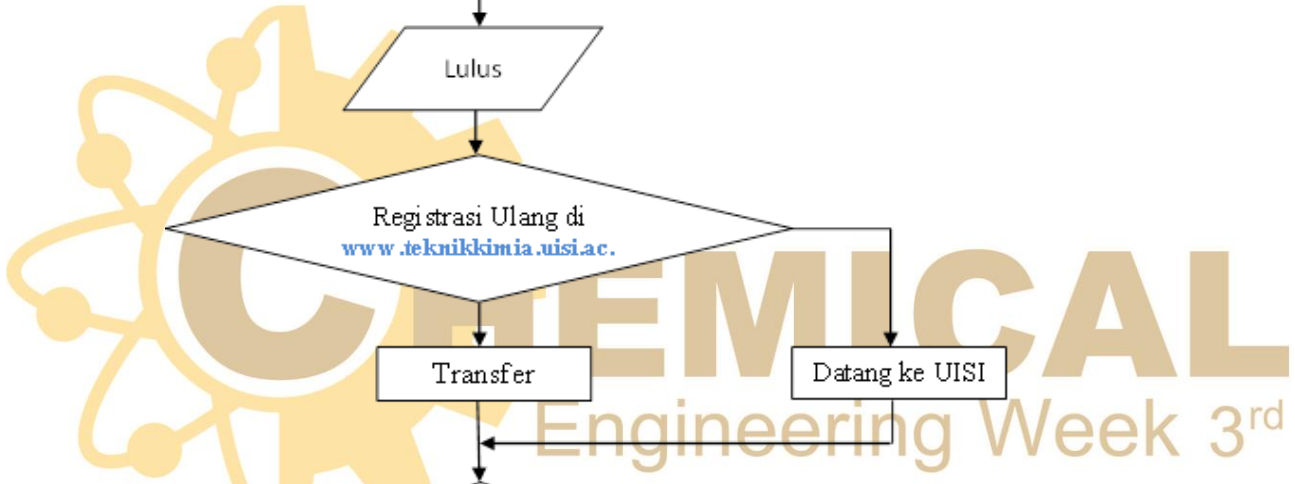 Lulus
Registrasi Ulang di
www.teknikkimia.uisi.ac.
Transfer
Datang ke UISI
CHEMICAL
Engineering Week 3rd